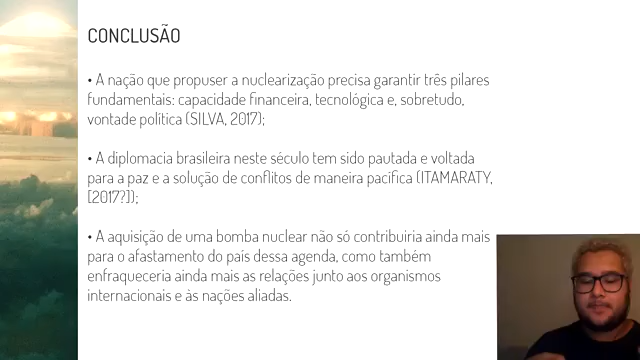 CONCLUSÃO
• A nação que propuser a nuclearização precisa garantir três pilares
fundamentais: capacidade financeira, tecnológica e, sobretudo,
vontade política (SILVA, 2017);
• A diplomacia brasileira neste século tem sido pautada e voltada
para a paz e a solução de conflitos de maneira pacífica (ITAMARATY,
[2017?]);
• A aquisição de uma bomba nuclear não só contribuiria ainda mais
para o afastamento do país dessa agenda, como também
enfraqueceria ainda mais as relações junto aos organismos
internacionais e às nações aliadas.